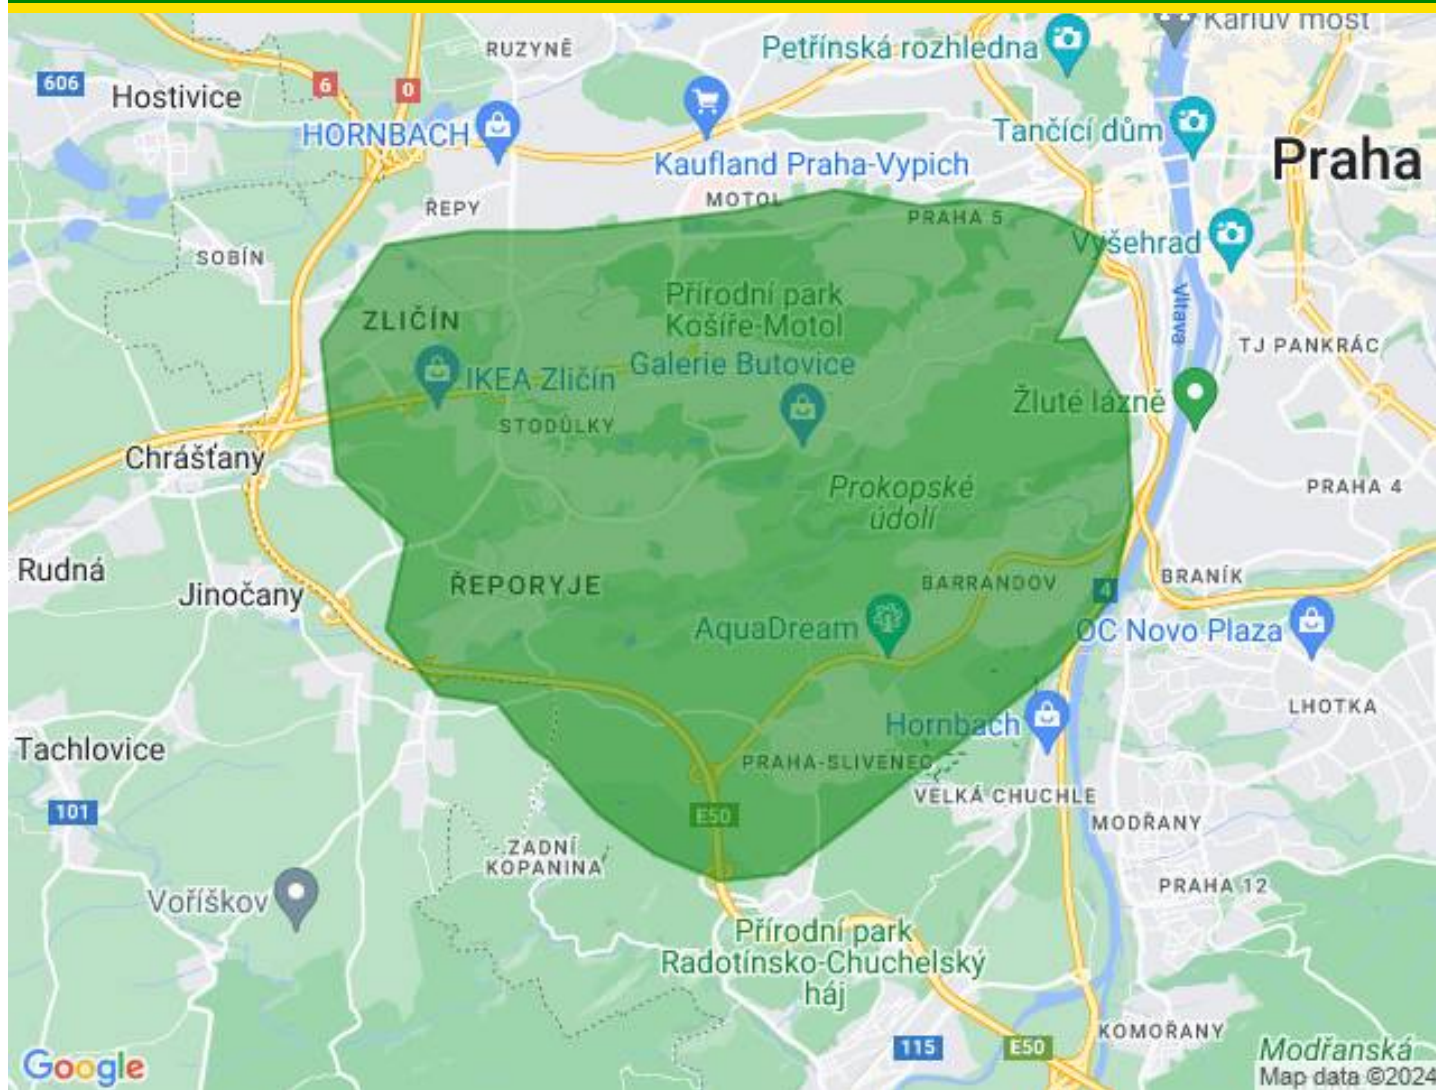 Karlův most
RUZYNĚ
Petřínská rozhledna
606
6
0
Hostivice
HORNBACH
Tančící dům
Praha
Kaufland Praha-Vypich
MOTOL
ŘEPY
PRAHA 5
Vyšehrad
SOBÍN
Přírodní park
Košíře-Motol
Vltava
ZLIČÍN
TJ PANKRÁC
Galerie Butovice
IKEA Zličín
Žluté lázně
STODŮLKY
Chrášťany
PRAHA 4
Prokopské
údolí
Rudná
Jinočany
ŘEPORYJE
BARRANDOV
4
BRANÍK
AquaDream
OC Novo Plaza
LHOTKA
Hornbach
Tachlovice
PRAHA-SLIVENEC
VELKÁ CHUCHLE
101
E50
MODŘANY
ZADNÍ
KOPANINA
PRAHA 12
Voříškov
Přírodní park
Radotínsko-Chuchelský
háj
KOMOŘANY
115
E50
Modřanská
Google
Map data ©2024